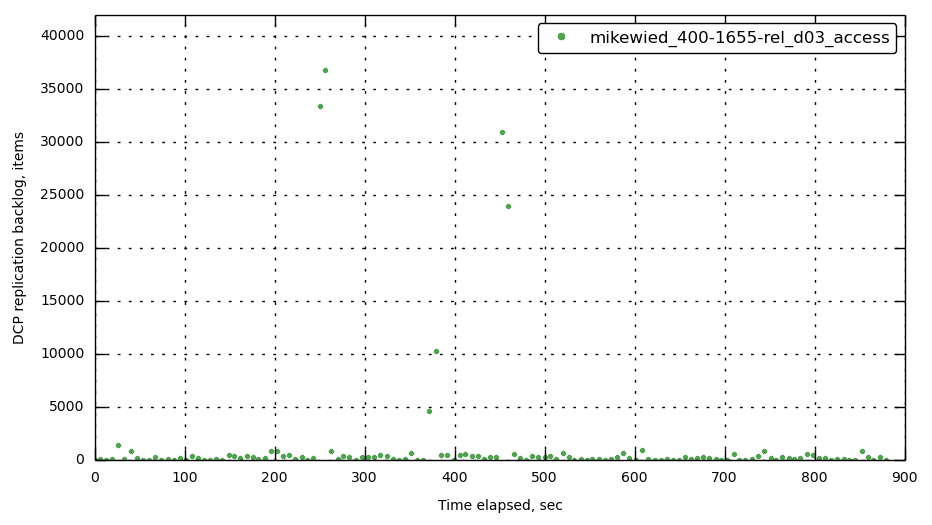 mikewied_400-1655-rel_d03_access
DCP replication backlog, items
40000
35000
30000
25000
20000
15000
10000
5000
0
0 100 200 300 400 500 600 700 800 900
Time elapsed, sec